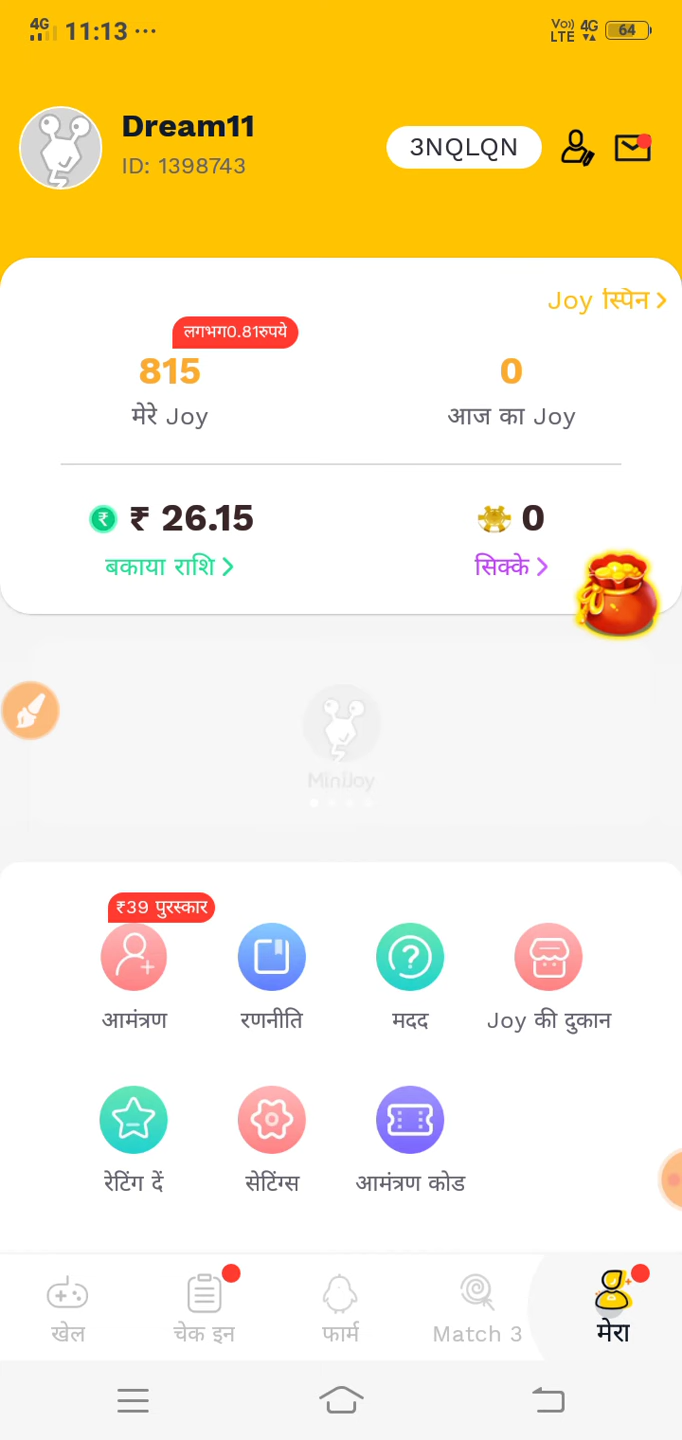 4G 11:13 ...
Vo)) LTE 4G 64
Dream11
ID: 1398743
3NQLQN
Joy स्पिन
लगभग0.81रुपये
815
0
मेरे Joy
आज का Joy
₹ ₹ 26.15
0
बकाया राशि
सिक्के
MiniJoy
₹39 पुरस्कार
आमंत्रण
रणनीति
मदद
Joy की दुकान
रेटिंग दें
सेटिंग्स
आमंत्रण कोड
खेल
चेक इन
फार्म
Match 3
मेरा